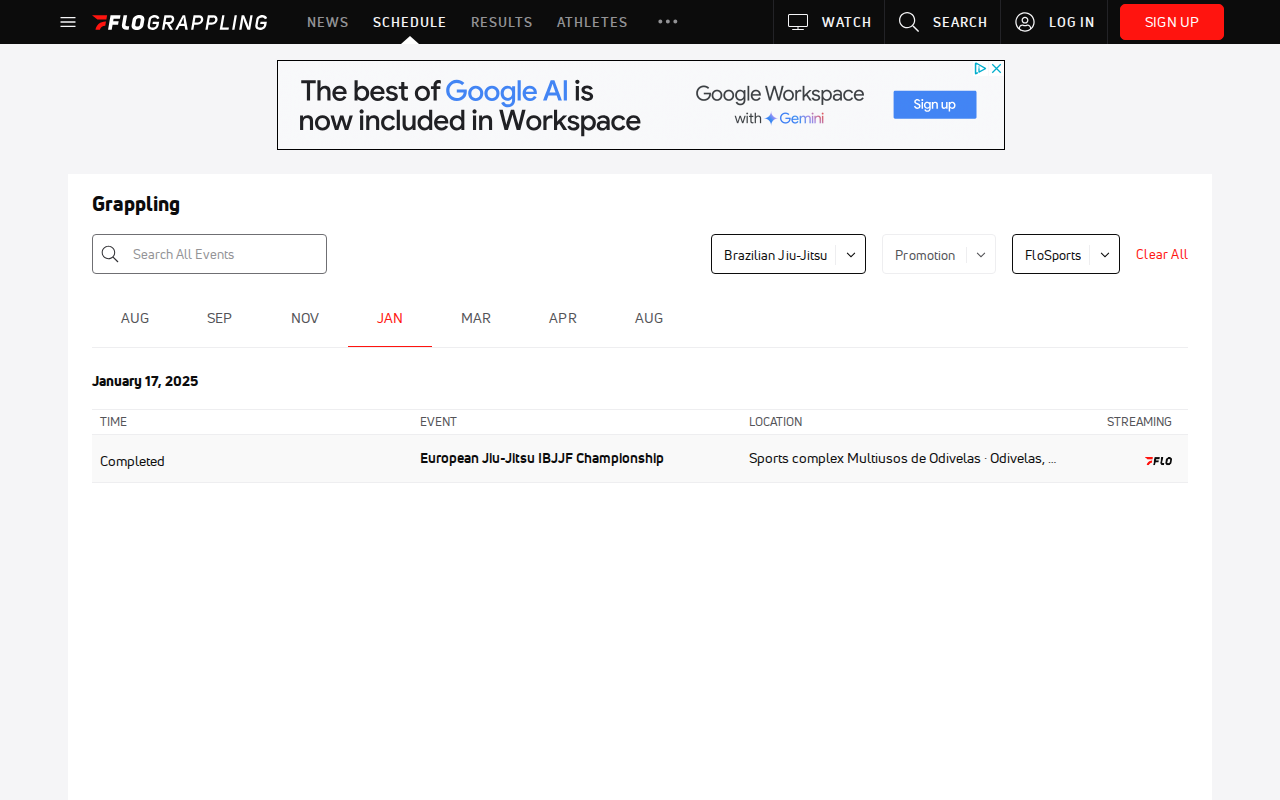 FLOGRAPPLING NEWS SCHEDULE RESULTS ATHLETES WATCH SEARCH LOG IN SIGN UP
The best of Google AI is
now included in Workspace
Google Workspace
with Gemini
Sign up
Grappling
Search All Events
Brazilian Jiu-Jitsu Promotion FloSports Clear All
AUG SEP NOV JAN MAR APR AUG
January 17, 2025
TIME EVENT LOCATION STREAMING
Completed European Jiu-Jitsu IBJJF Championship Sports complex Multiusos de Odivelas · Odivelas, ... FLO